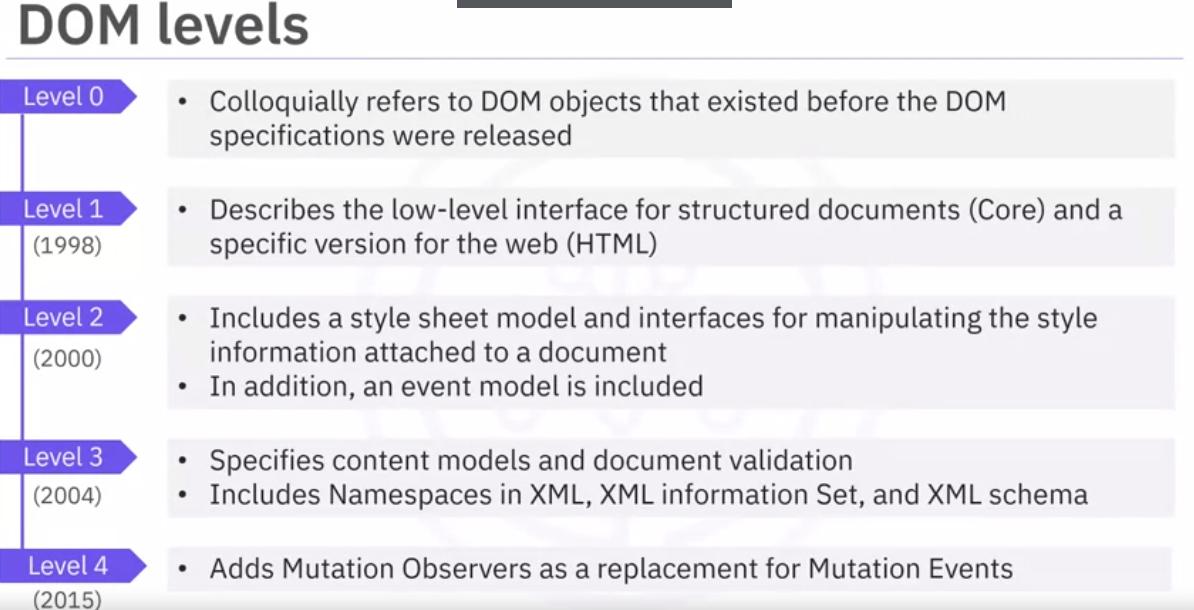 DOM levels
Level 0
• Colloquially refers to DOM objects that existed before the DOM
specifications were released
Level 1
(1998)
• Describes the low-level interface for structured documents (Core) and a
specific version for the web (HTML)
Level 2
(2000)
• Includes a style sheet model and interfaces for manipulating the style
information attached to a document
• In addition, an event model is included
Level 3
(2004)
• Specifies content models and document validation
• Includes Namespaces in XML, XML information Set, and XML schema
Level 4
(2015)
• Adds Mutation Observers as a replacement for Mutation Events